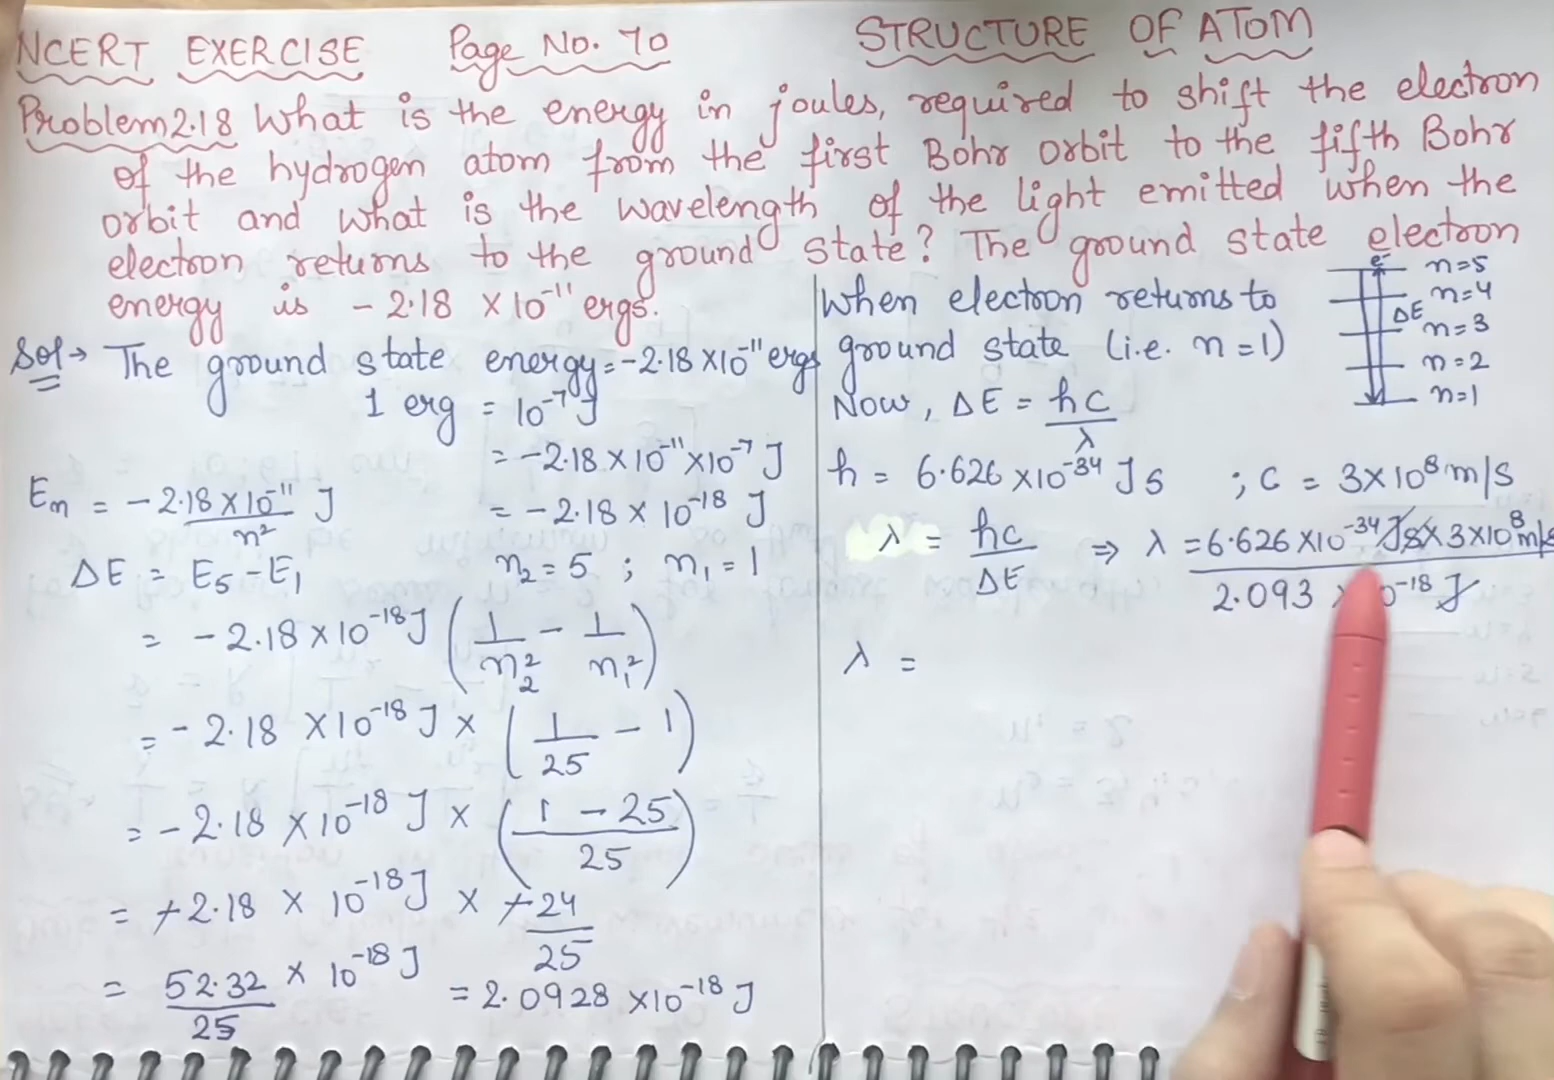 NCERT EXERCISE Page No. 70 STRUCTURE OF ATOM
Problem 2.18 What is the energy in joules, required to shift the electron
of the hydrogen atom from the first Bohr orbit to the fifth Bohr
orbit and what is the wavelength of the light emitted when the
electron returns to the ground state? The ground state electron
energy is -2.18 × 10⁻¹¹ ergs.
Sol→ The ground state energy = -2.18 × 10⁻¹¹ ergs
1 erg = 10⁻⁷ J
= -2.18 × 10⁻¹¹ × 10⁻⁷ J
= -2.18 × 10⁻¹⁸ J
Eₙ = -2.18 × 10⁻¹¹ / n² J
ΔE = E₅ - E₁ n₂ = 5 ; n₁ = 1
= -2.18 × 10⁻¹⁸ J (1/n₂² - 1/n₁²)
= -2.18 × 10⁻¹⁸ J × (1/25 - 1)
= -2.18 × 10⁻¹⁸ J × (1 - 25 / 25)
= +2.18 × 10⁻¹⁸ J × +24/25
= 52.32/25 × 10⁻¹⁸ J = 2.0928 × 10⁻¹⁸ J
When electron returns to
ground state (i.e. n = 1)
e⁻ n=5
n=4
ΔE
n=3
n=2
n=1
Now, ΔE = hc/λ
h = 6.626 × 10⁻³⁴ Js ; c = 3 × 10⁸ m/s
λ = hc/ΔE ⇒ λ = 6.626 × 10⁻³⁴ Js × 3 × 10⁸ m/s
2.093 0⁻¹⁸ J
λ =